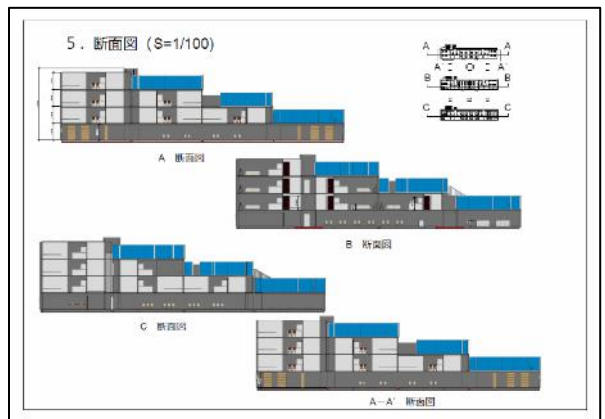 5．断面図（S=1/100）
A A
A' A'
B B
C C
A 断面図
B 断面図
C 断面図
A－A' 断面図